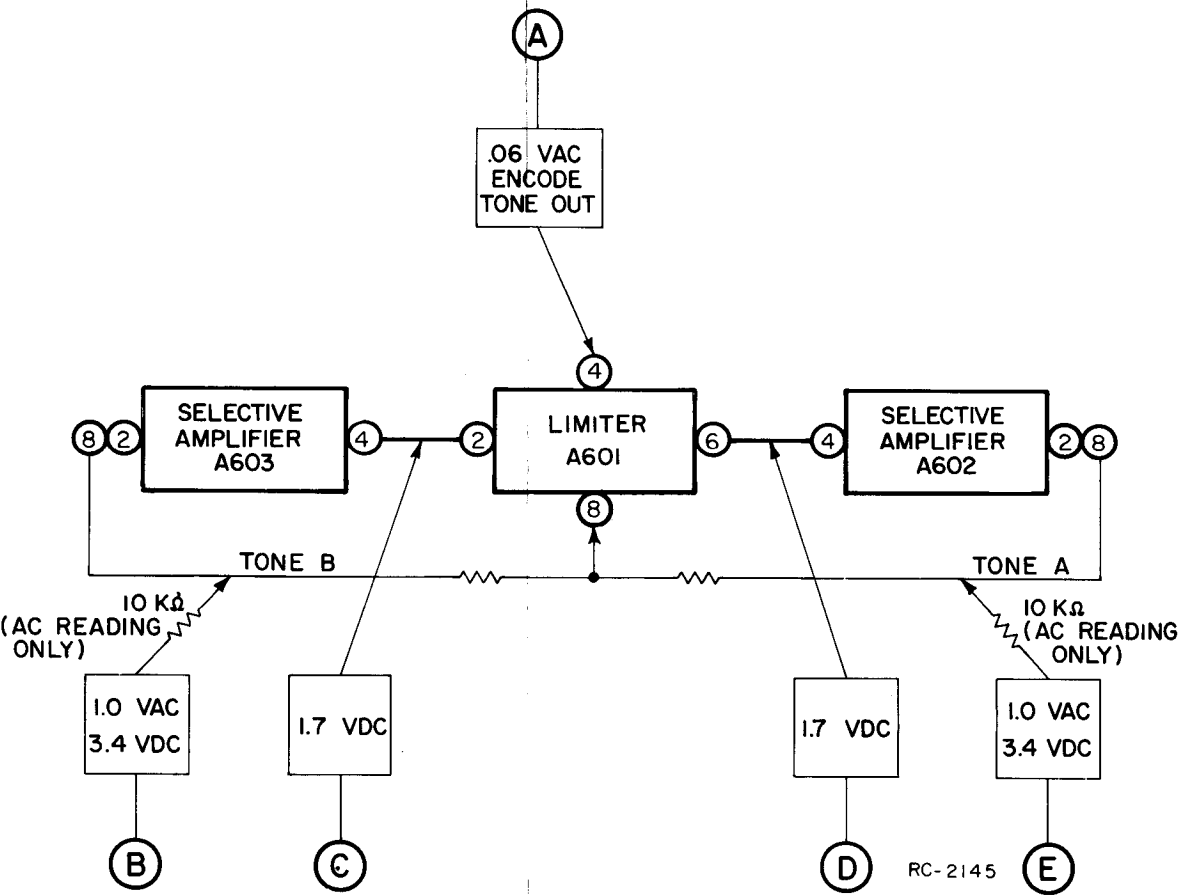 A
.06 VAC
ENCODE
TONE OUT
4
SELECTIVE
AMPLIFIER
A603
LIMITER
A601
SELECTIVE
AMPLIFIER
A602
8 2
4
2
6
4
2 8
8
TONE B
TONE A
10 KΩ
(AC READING
ONLY)
10 KΩ
(AC READING
ONLY)
1.0 VAC
3.4 VDC
1.7 VDC
1.7 VDC
1.0 VAC
3.4 VDC
B
C
D
RC-2145
E